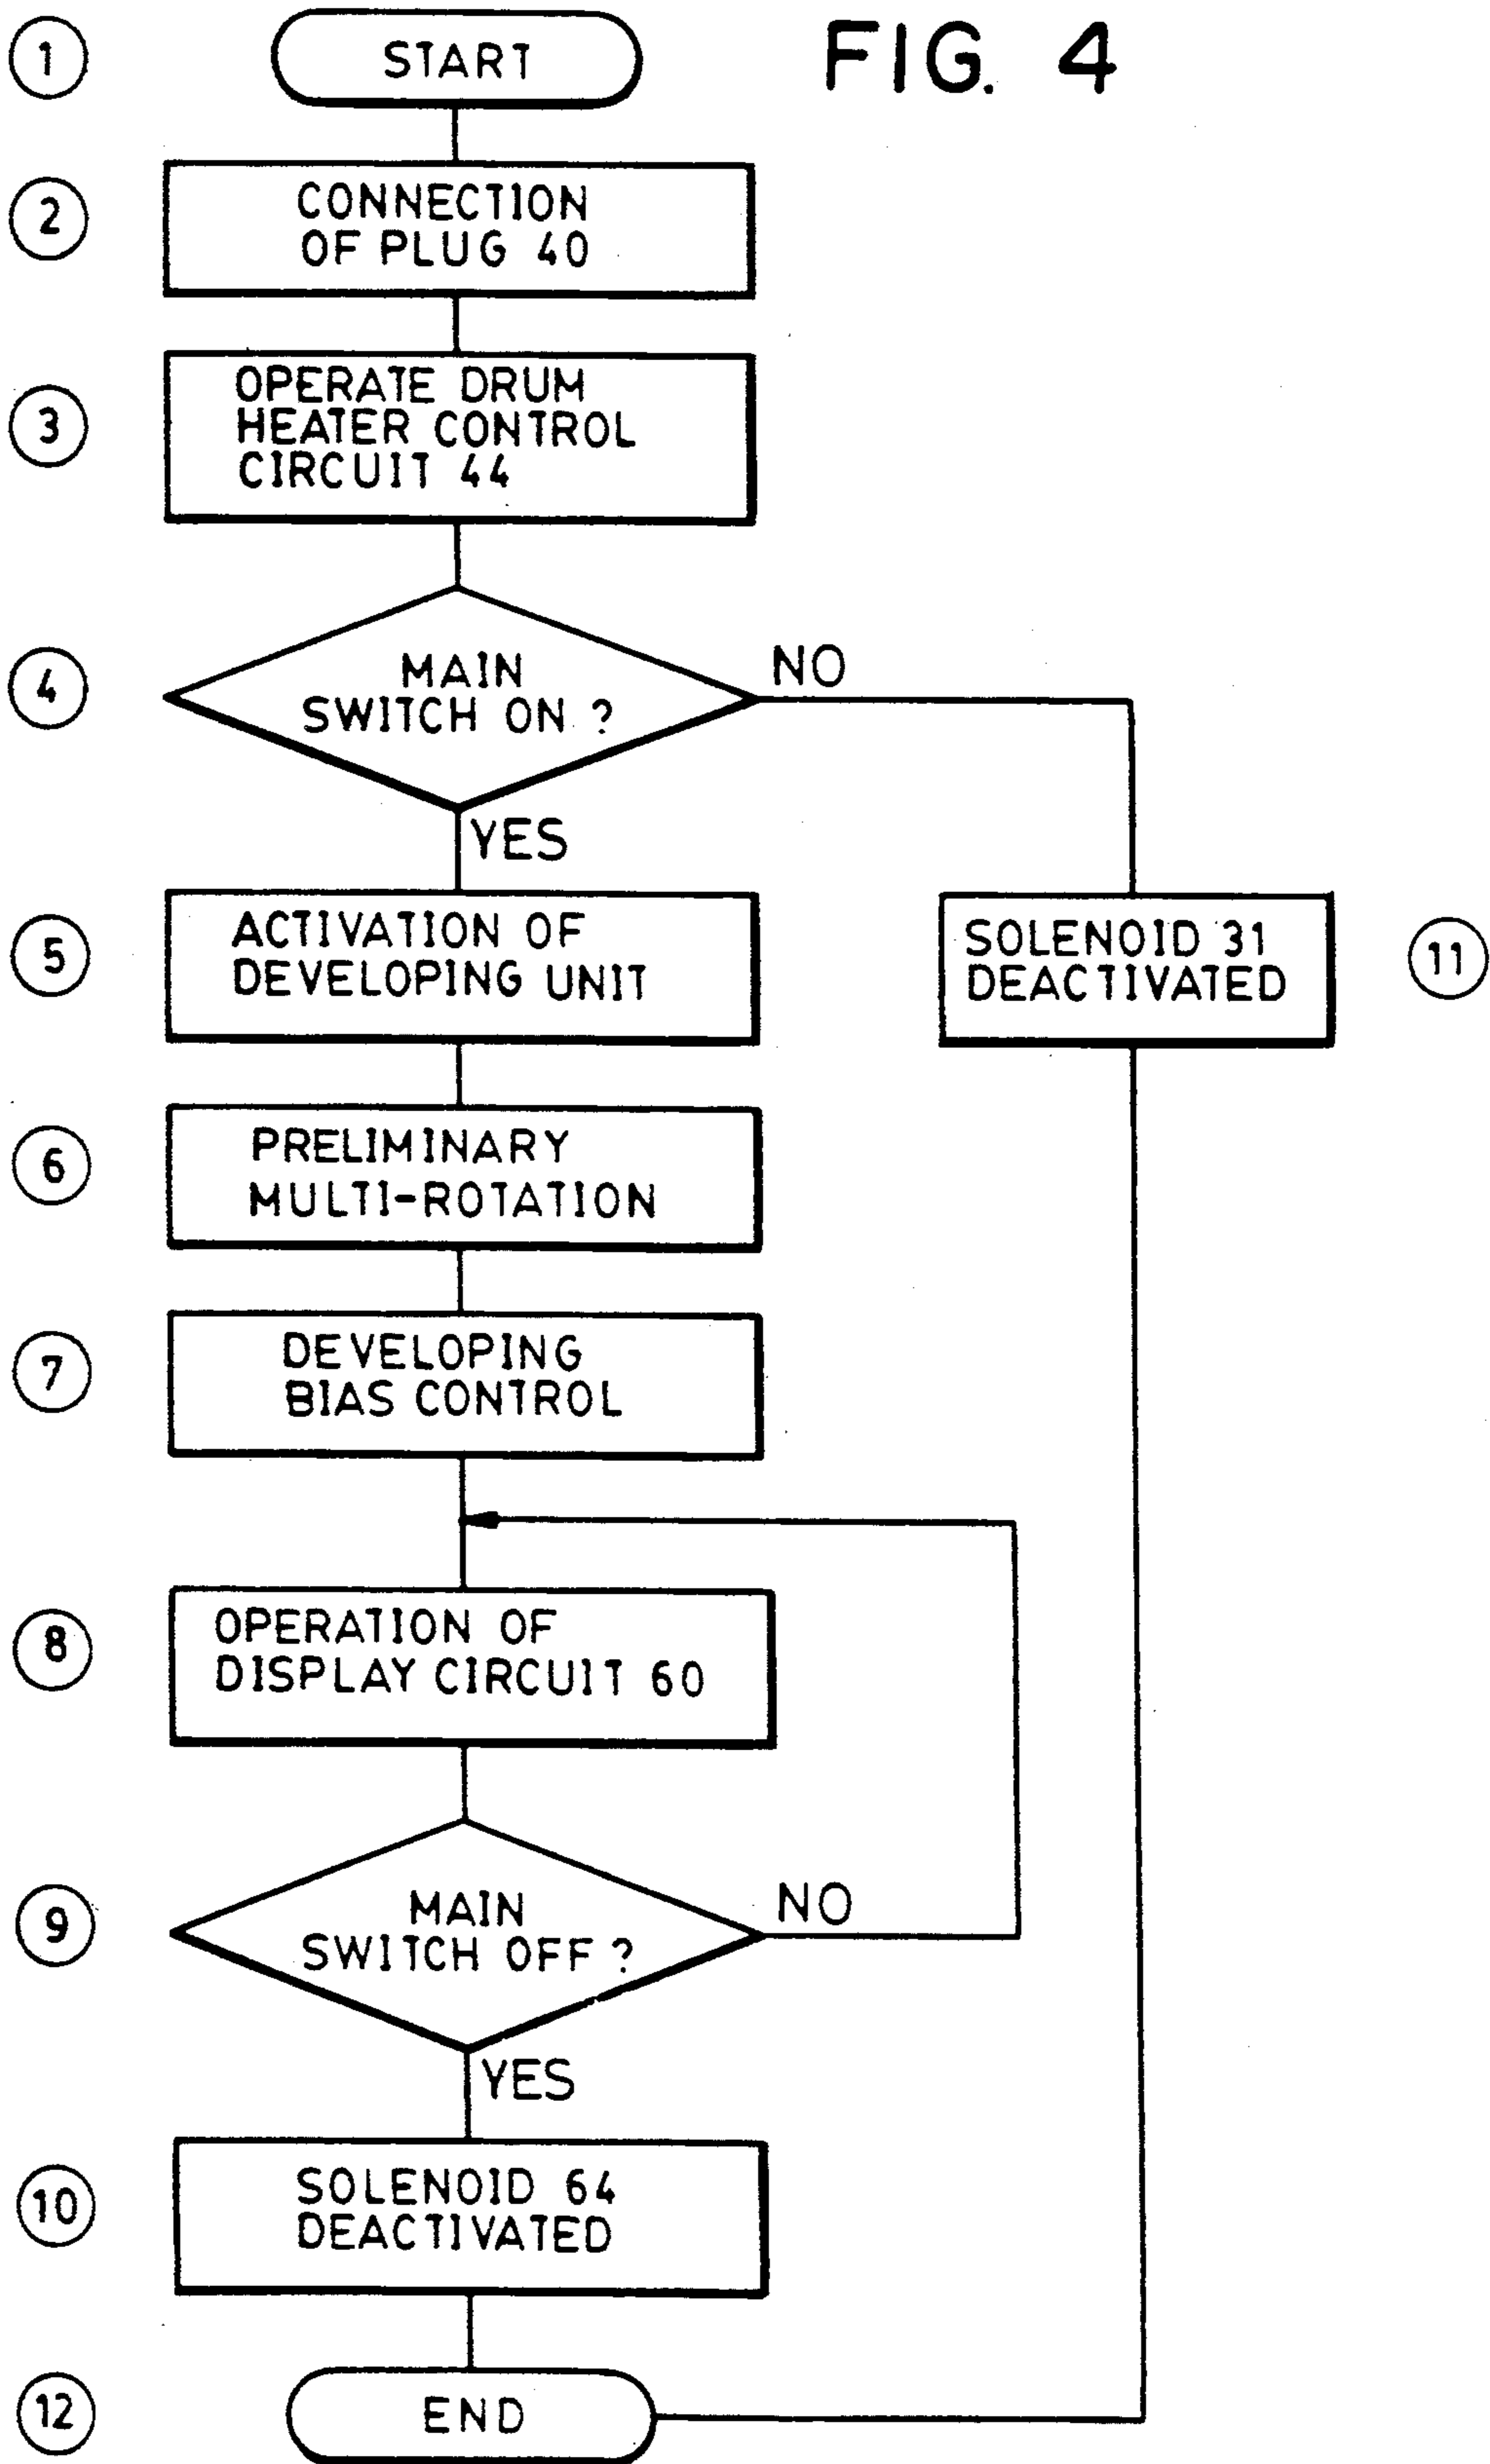 FIG. 4
1
START
2
CONNECTION
OF PLUG 40
3
OPERATE DRUM
HEATER CONTROL
CIRCUIT 44
4
MAIN
SWITCH ON ?
NO
YES
5
ACTIVATION OF
DEVELOPING UNIT
SOLENOID 31
DEACTIVATED
11
6
PRELIMINARY
MULTI-ROTATION
7
DEVELOPING
BIAS CONTROL
8
OPERATION OF
DISPLAY CIRCUIT 60
9
MAIN
SWITCH OFF ?
NO
YES
10
SOLENOID 64
DEACTIVATED
12
END